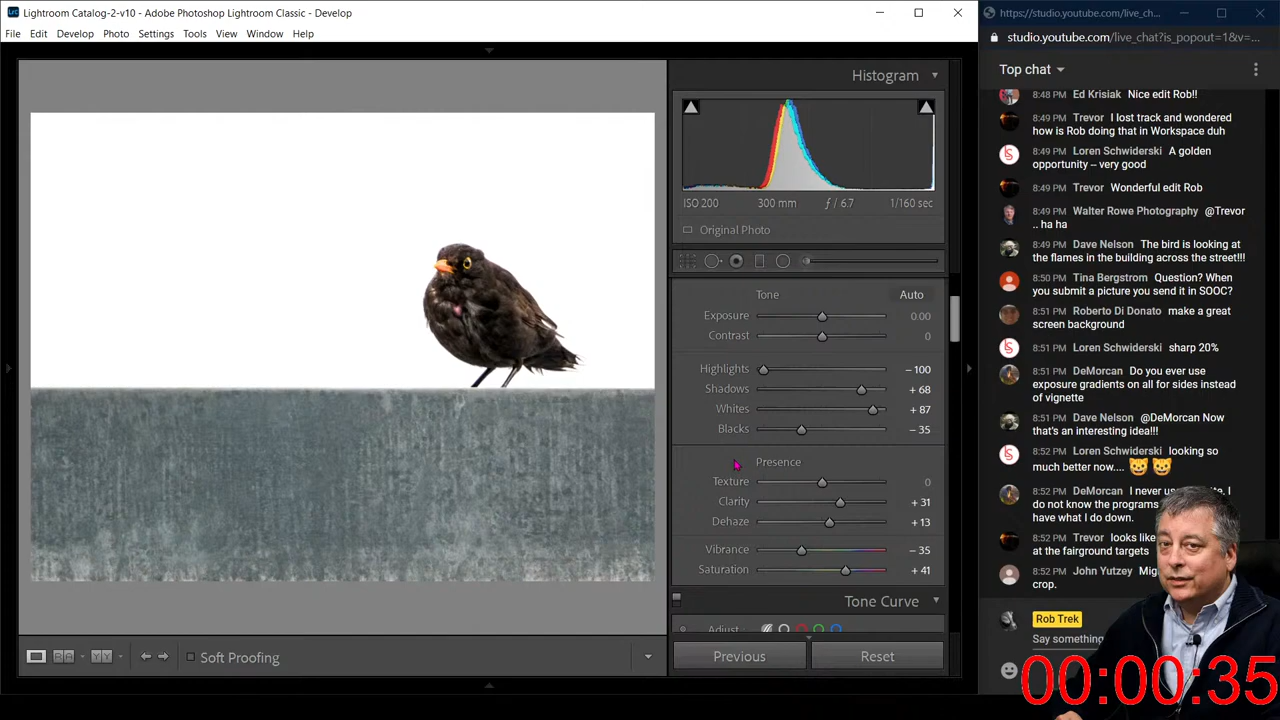 Lightroom Catalog-2-v10 - Adobe Photoshop Lightroom Classic - Develop
File Edit Develop Photo Settings Tools View Window Help
Histogram
ISO 200 300 mm ƒ / 6.7 1/160 sec
Original Photo
Tone Auto
Exposure 0.00
Contrast 0
Highlights − 100
Shadows + 68
Whites + 87
Blacks − 35
Presence
Texture 0
Clarity + 31
Dehaze + 13
Vibrance − 35
Saturation + 41
Tone Curve
Adjust
Soft Proofing
Previous Reset
https://studio.youtube.com/live_ch...
studio.youtube.com/live_chat?is_popout=1&v=...
Top chat
8:48 PM Ed Krisiak Nice edit Rob!!
8:49 PM Trevor I lost track and wondered
how is Rob doing that in Workspace duh
8:49 PM Loren Schwiderski A golden
opportunity – very good
8:49 PM Trevor Wonderful edit Rob
8:49 PM Walter Rowe Photography @Trevor
.. ha ha
8:49 PM Dave Nelson The bird is looking at
the flames in the building across the street!!!
8:50 PM Tina Bergstrom Question? When
you submit a picture you send it in SOOC?
8:51 PM Roberto Di Donato make a great
screen background
8:51 PM Loren Schwiderski sharp 20%
8:51 PM DeMorcan Do you ever use
exposure gradients on all for sides instead
of vignette
8:51 PM Dave Nelson @DeMorcan Now
that's an interesting idea!!!
8:52 PM Loren Schwiderski looking so
much better now....
8:52 PM DeMorcan I never use
do not know the programs
have what I do down.
8:52 PM Trevor looks like
at the fairground targets
8:52 PM John Yutzey
crop.
Rob Trek
Say something
00:00:35